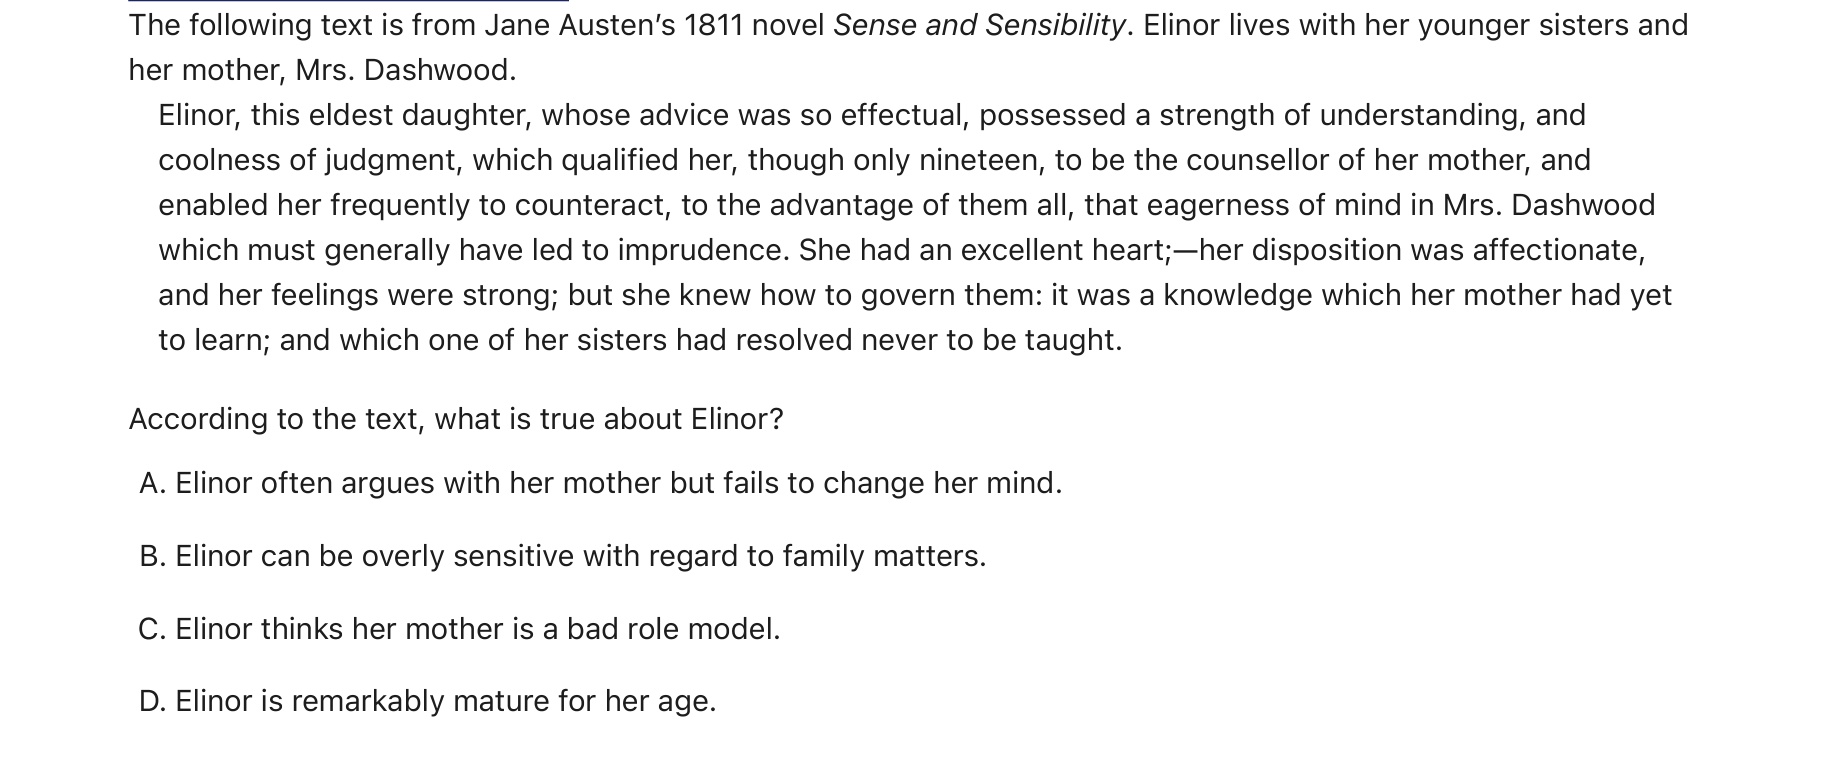 The following text is from Jane Austen’s 1811 novel Sense and Sensibility. Elinor lives with her younger sisters and
her mother, Mrs. Dashwood.
Elinor, this eldest daughter, whose advice was so effectual, possessed a strength of understanding, and
coolness of judgment, which qualified her, though only nineteen, to be the counsellor of her mother, and
enabled her frequently to counteract, to the advantage of them all, that eagerness of mind in Mrs. Dashwood
which must generally have led to imprudence. She had an excellent heart;—her disposition was affectionate,
and her feelings were strong; but she knew how to govern them: it was a knowledge which her mother had yet
to learn; and which one of her sisters had resolved never to be taught.
According to the text, what is true about Elinor?
A. Elinor often argues with her mother but fails to change her mind.
B. Elinor can be overly sensitive with regard to family matters.
C. Elinor thinks her mother is a bad role model.
D. Elinor is remarkably mature for her age.